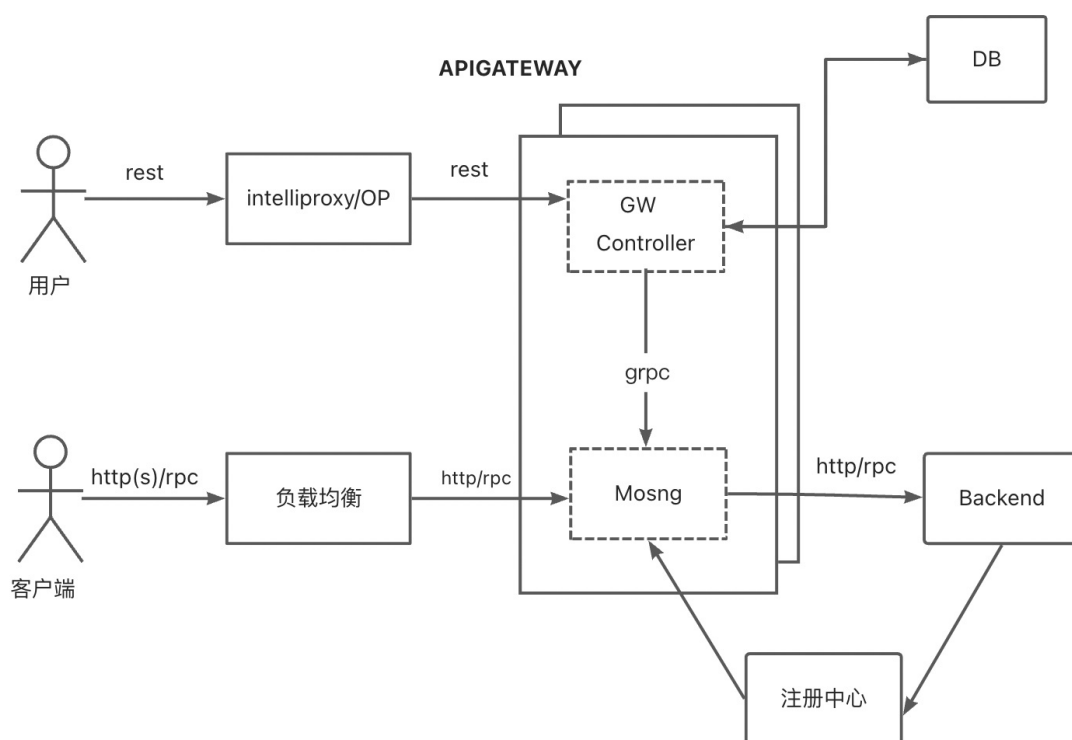 APIGATEWAY
DB
rest
intelliproxy/OP
rest
GW
Controller
用户
grpc
http(s)/rpc
负载均衡
http/rpc
Mosng
http/rpc
Backend
客户端
注册中心